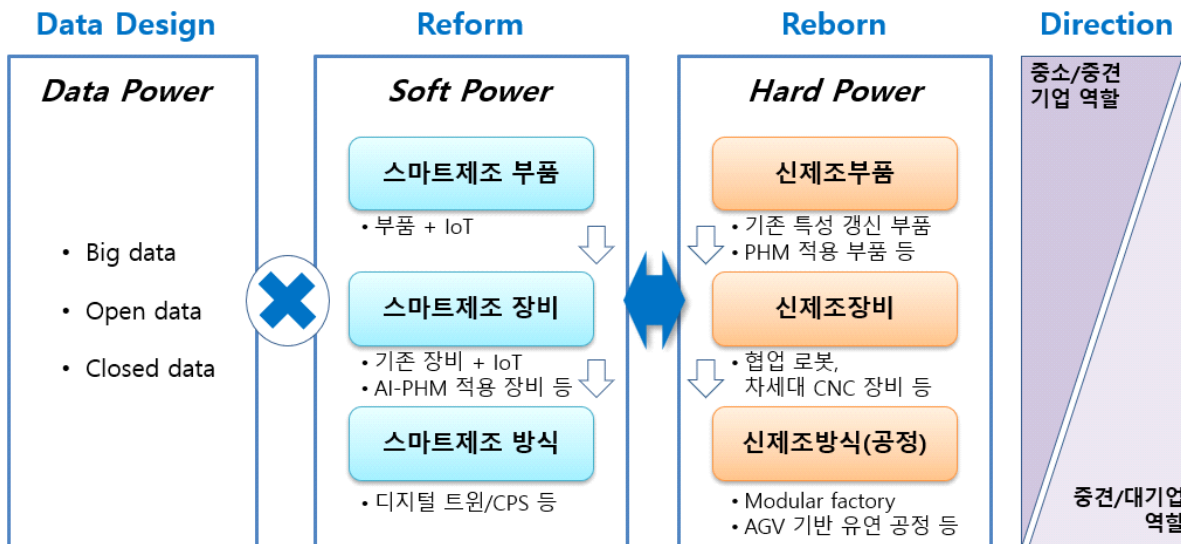 Data Design
Data Power
• Big data
• Open data
• Closed data
Reform
Soft Power
스마트제조 부품
• 부품 + IoT
스마트제조 장비
• 기존 장비 + IoT
• AI-PHM 적용 장비 등
스마트제조 방식
• 디지털 트윈/CPS 등
Reborn
Hard Power
신제조부품
• 기존 특성 갱신 부품
• PHM 적용 부품 등
신제조장비
• 협업 로봇,
차세대 CNC 장비 등
신제조방식(공정)
• Modular factory
• AGV 기반 유연 공정 등
Direction
중소/중견
기업 역할
중견/대기업
역할